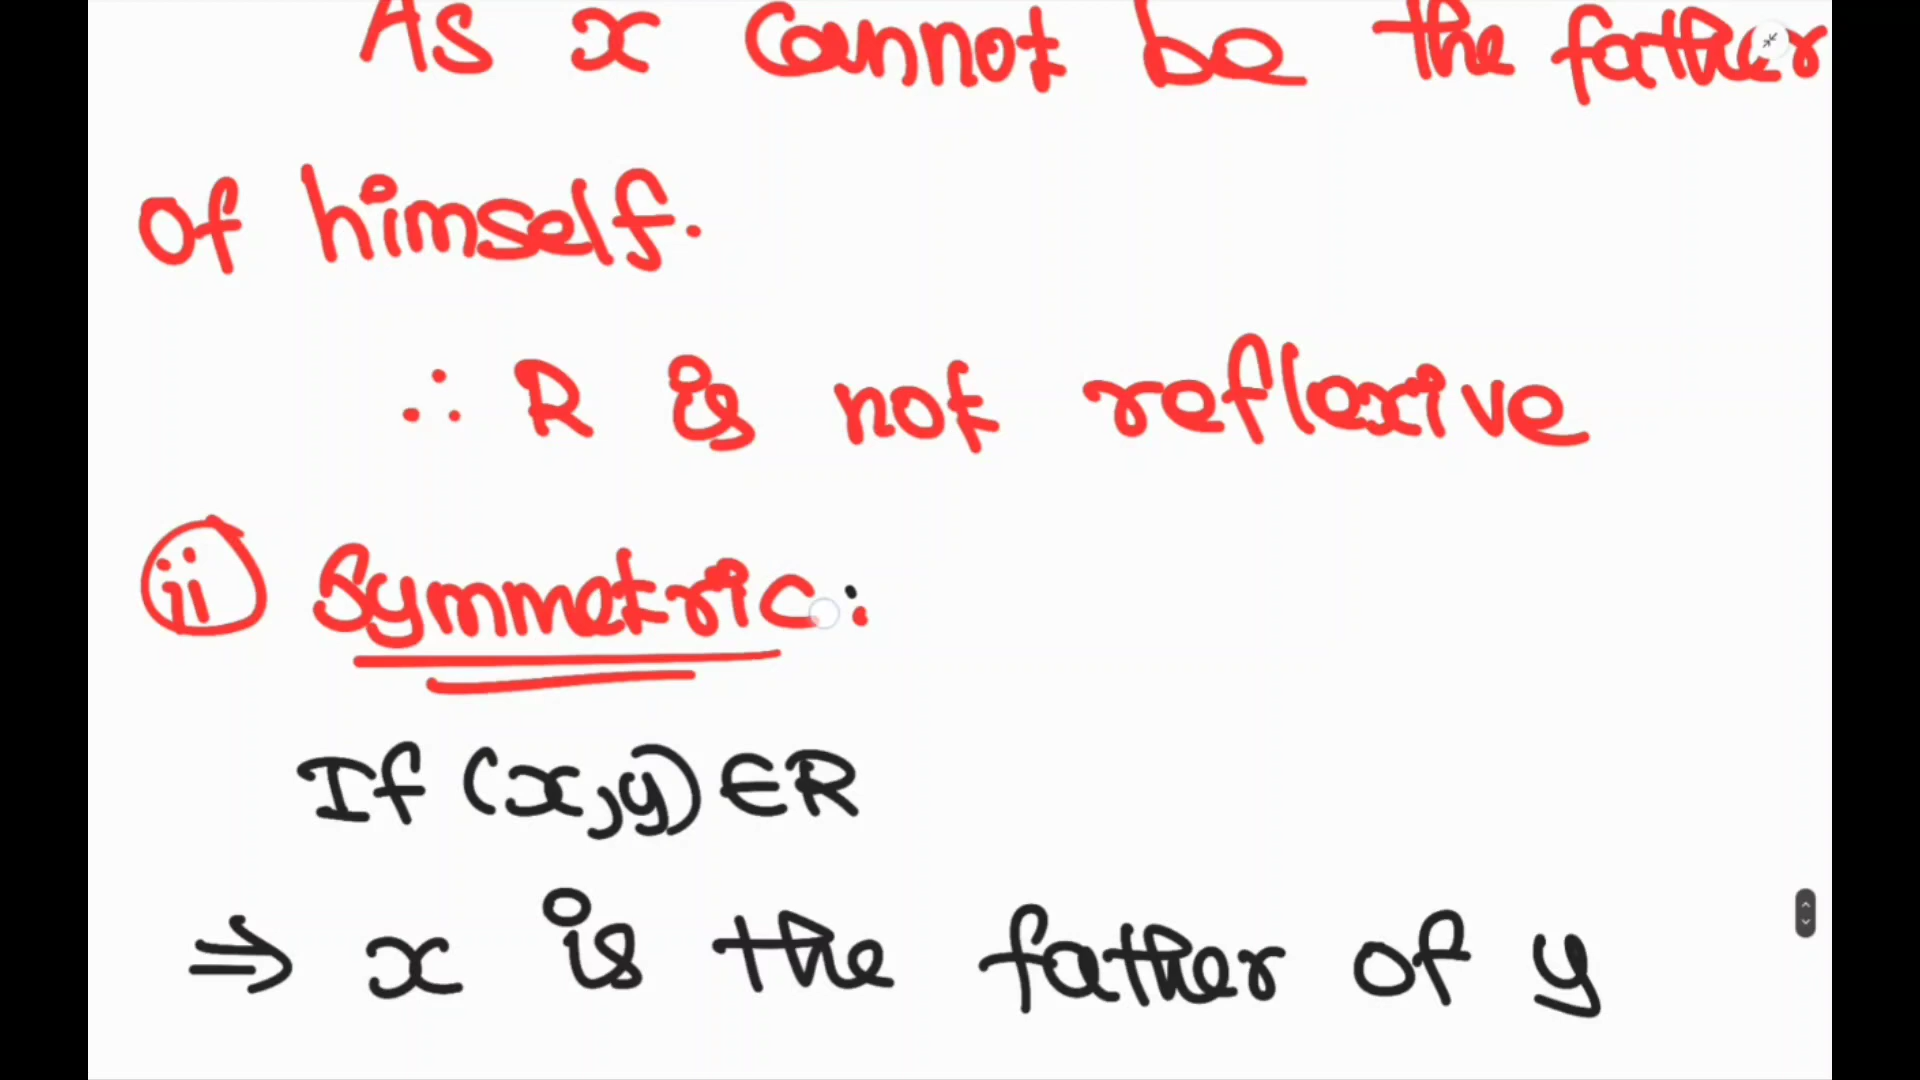 As x cannot be the father
of himself.
∴ R is not reflexive
ii Symmetric:
If (x,y)∈R
⇒ x is the father of y